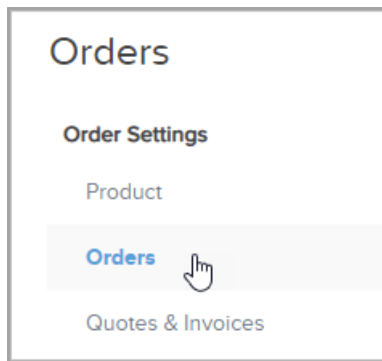 Orders
Order Settings
Product
Orders
Quotes & Invoices